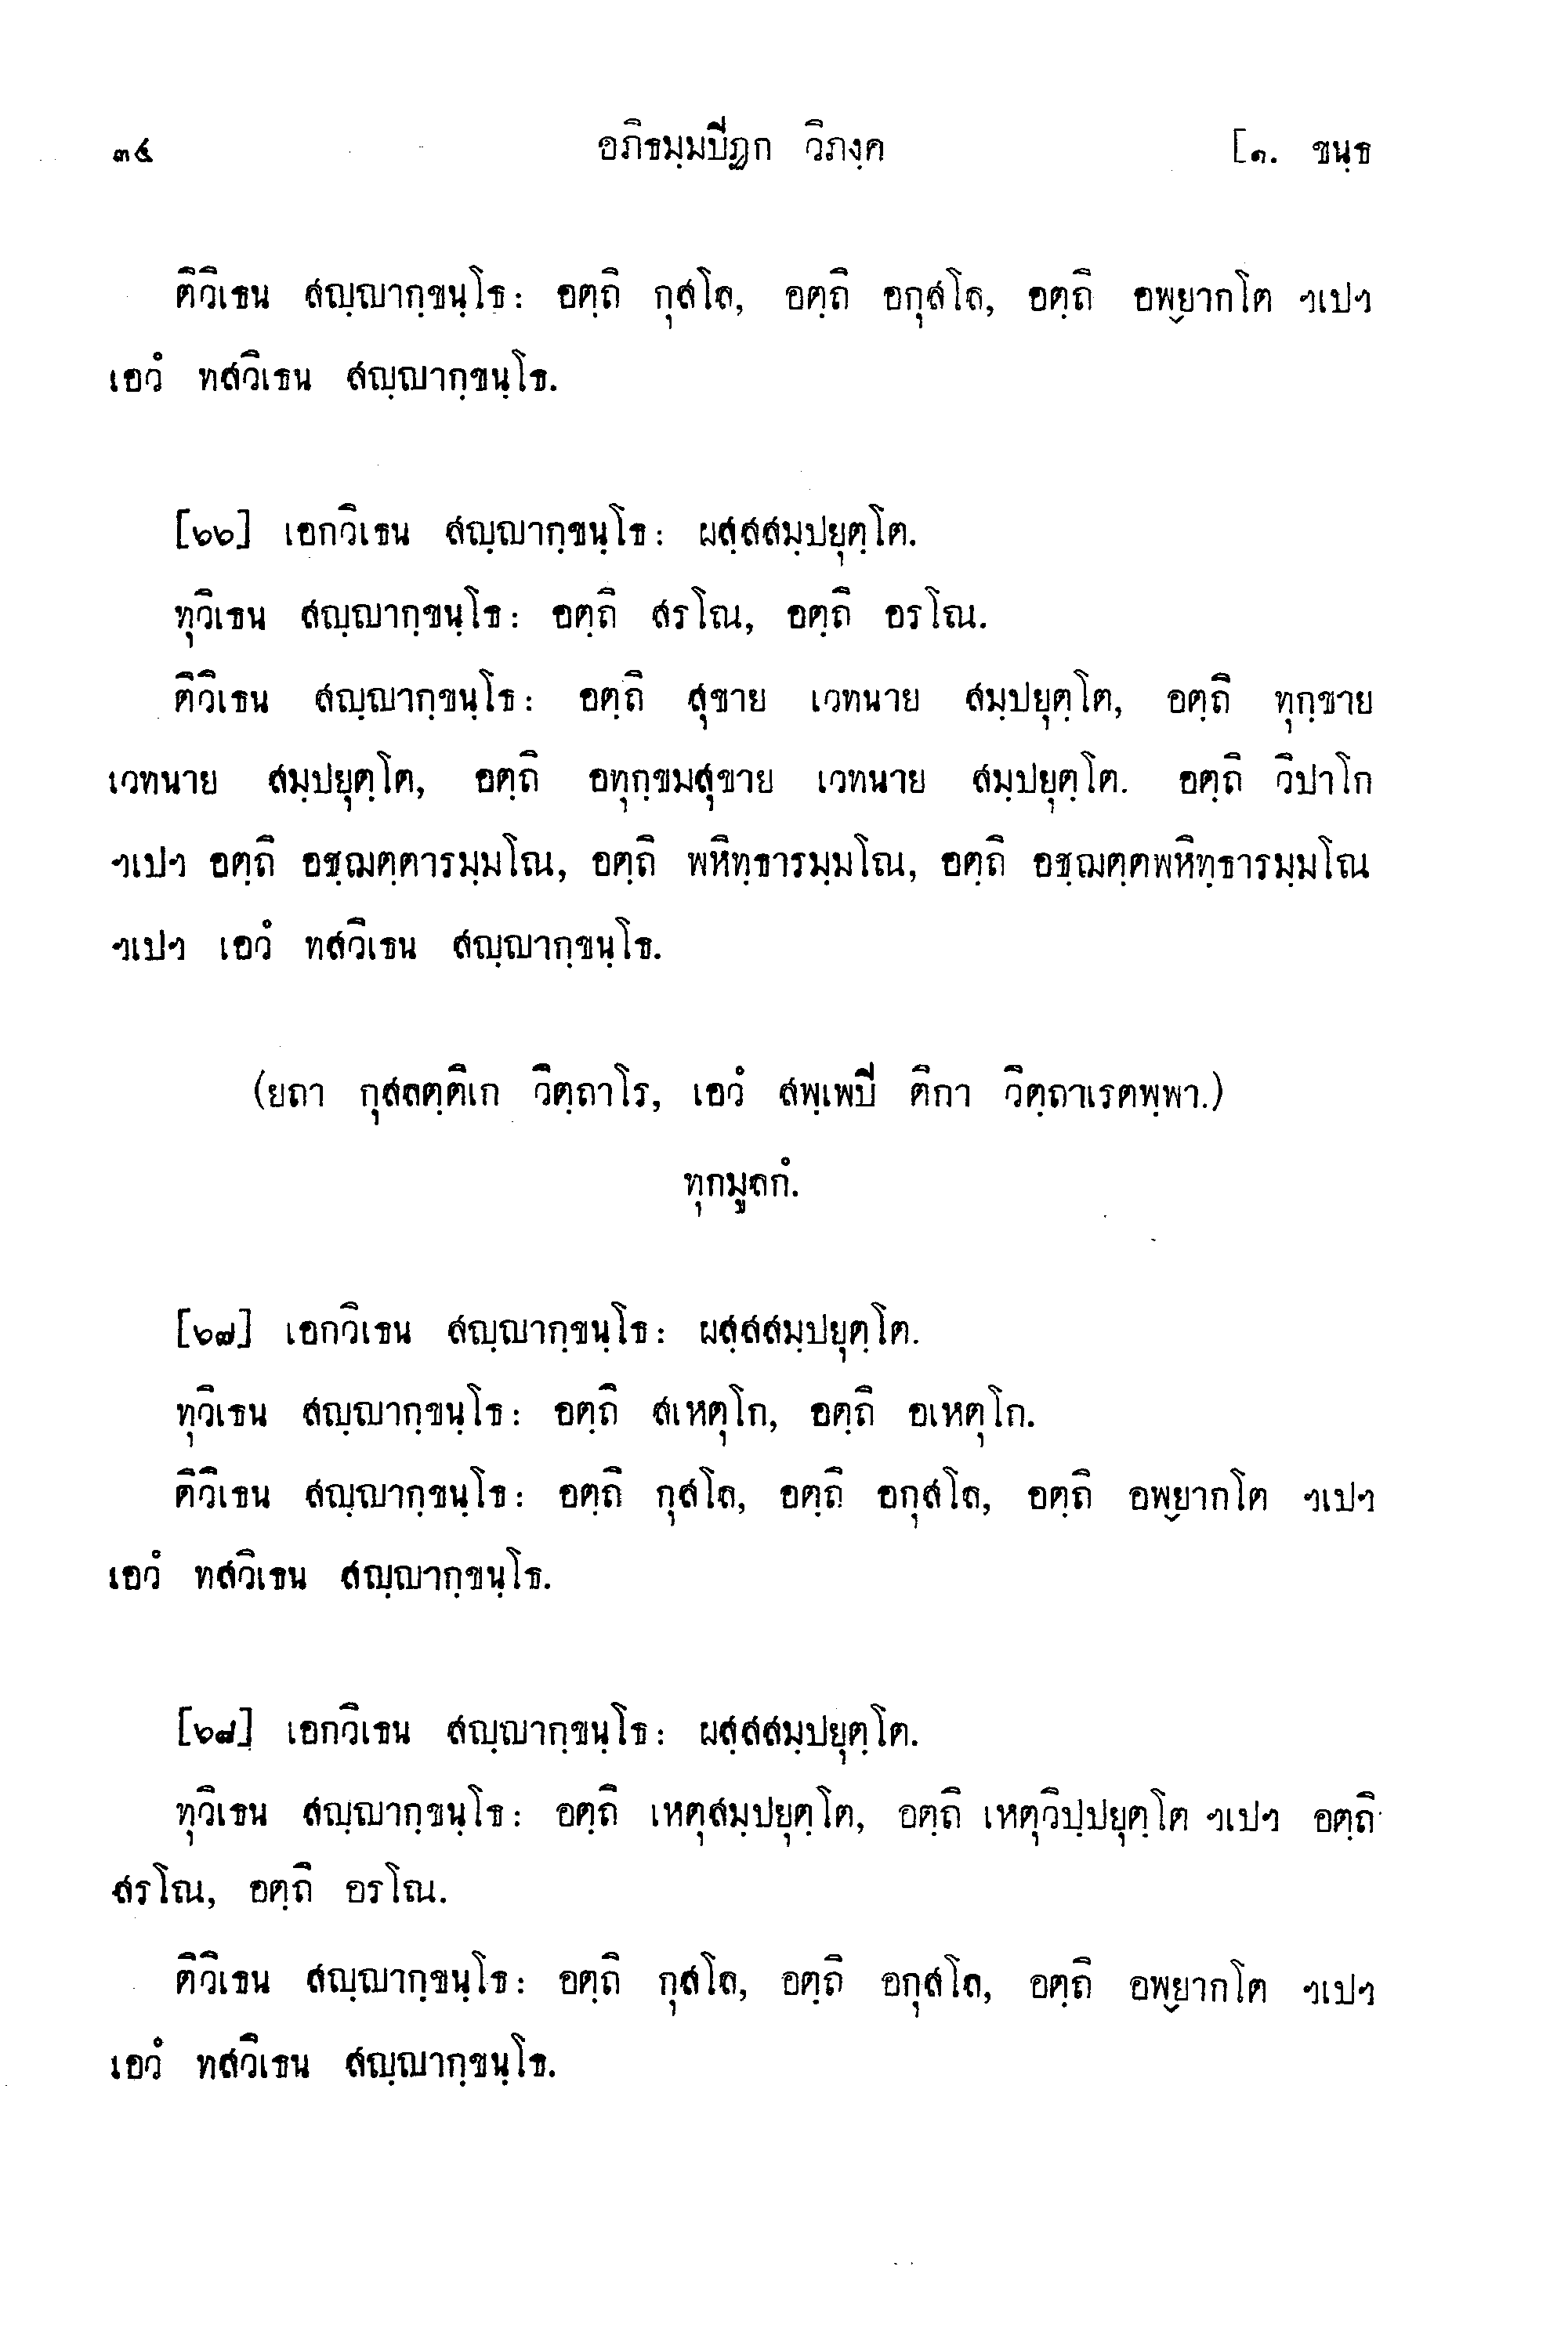 ๓๔ อภิธมฺมปิฏก วิภงฺค [๑. ขนฺธ
ติวิเธน สญฺญากฺขนฺโธ: อตฺถิ กุสโล, อตฺถิ อกุสโล, อตฺถิ อพฺยากโต ฯเปฯ
เอวํ ทสวิเธน สญฺญากฺขนฺโธ.
[๖๖] เอกวิเธน สญฺญากฺขนฺโธ: ผสฺสสมฺปยุตฺโต.
ทุวิเธน สญฺญากฺขนฺโธ: อตฺถิ สรโณ, อตฺถิ อรโณ.
ติวิเธน สญฺญากฺขนฺโธ: อตฺถิ สุขาย เวทนาย สมฺปยุตฺโต, อตฺถิ ทุกฺขาย
เวทนาย สมฺปยุตฺโต, อตฺถิ อทุกฺขมสุขาย เวทนาย สมฺปยุตฺโต. อตฺถิ วิปาโก
ฯเปฯ อตฺถิ อชฺฌตฺตารมฺมโณ, อตฺถิ พหิทฺธารมฺมโณ, อตฺถิ อชฺฌตฺตพหิทฺธารมฺมโณ
ฯเปฯ เอวํ ทสวิเธน สญฺญากฺขนฺโธ.
(ยถา กุสลตฺติเก วิตฺถาโร, เอวํ สพฺเพปิ ติกา วิตฺถาเรตพฺพา.)
ทุกมูลกํ.
[๖๗] เอกวิเธน สญฺญากฺขนฺโธ: ผสฺสสมฺปยุตฺโต.
ทุวิเธน สญฺญากฺขนฺโธ: อตฺถิ สเหตุโก, อตฺถิ อเหตุโก.
ติวิเธน สญฺญากฺขนฺโธ: อตฺถิ กุสโล, อตฺถิ อกุสโล, อตฺถิ อพฺยากโต ฯเปฯ
เอวํ ทสวิเธน สญฺญากฺขนฺโธ.
[๖๘] เอกวิเธน สญฺญากฺขนฺโธ: ผสฺสสมฺปยุตฺโต.
ทุวิเธน สญฺญากฺขนฺโธ: อตฺถิ เหตุสมฺปยุตฺโต, อตฺถิ เหตุวิปฺปยุตฺโต ฯเปฯ อตฺถิ
สรโณ, อตฺถิ อรโณ.
ติวิเธน สญฺญากฺขนฺโธ: อตฺถิ กุสโล, อตฺถิ อกุสโล, อตฺถิ อพฺยากโต ฯเปฯ
เอวํ ทสวิเธน สญฺญากฺขนฺโธ.